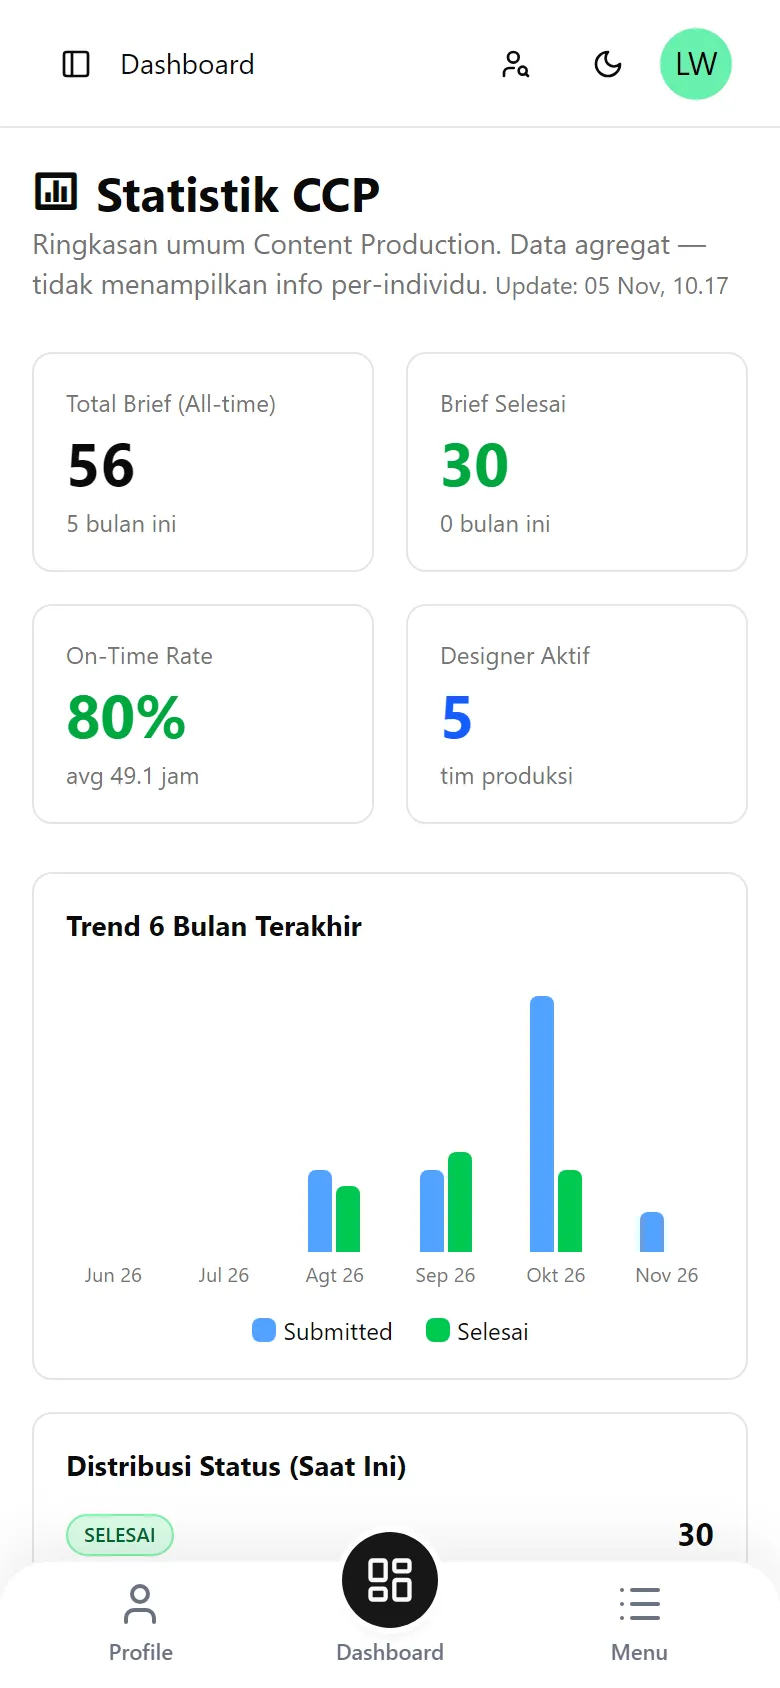 Dashboard
LW
Statistik CCP
Ringkasan umum Content Production. Data agregat —
tidak menampilkan info per-individu. Update: 05 Nov, 10.17
Total Brief (All-time)
56
5 bulan ini
Brief Selesai
30
0 bulan ini
On-Time Rate
80%
avg 49.1 jam
Designer Aktif
5
tim produksi
Trend 6 Bulan Terakhir
Jun 26
Jul 26
Agt 26
Sep 26
Okt 26
Nov 26
Submitted
Selesai
Distribusi Status (Saat Ini)
SELESAI
30
Profile
Dashboard
Menu